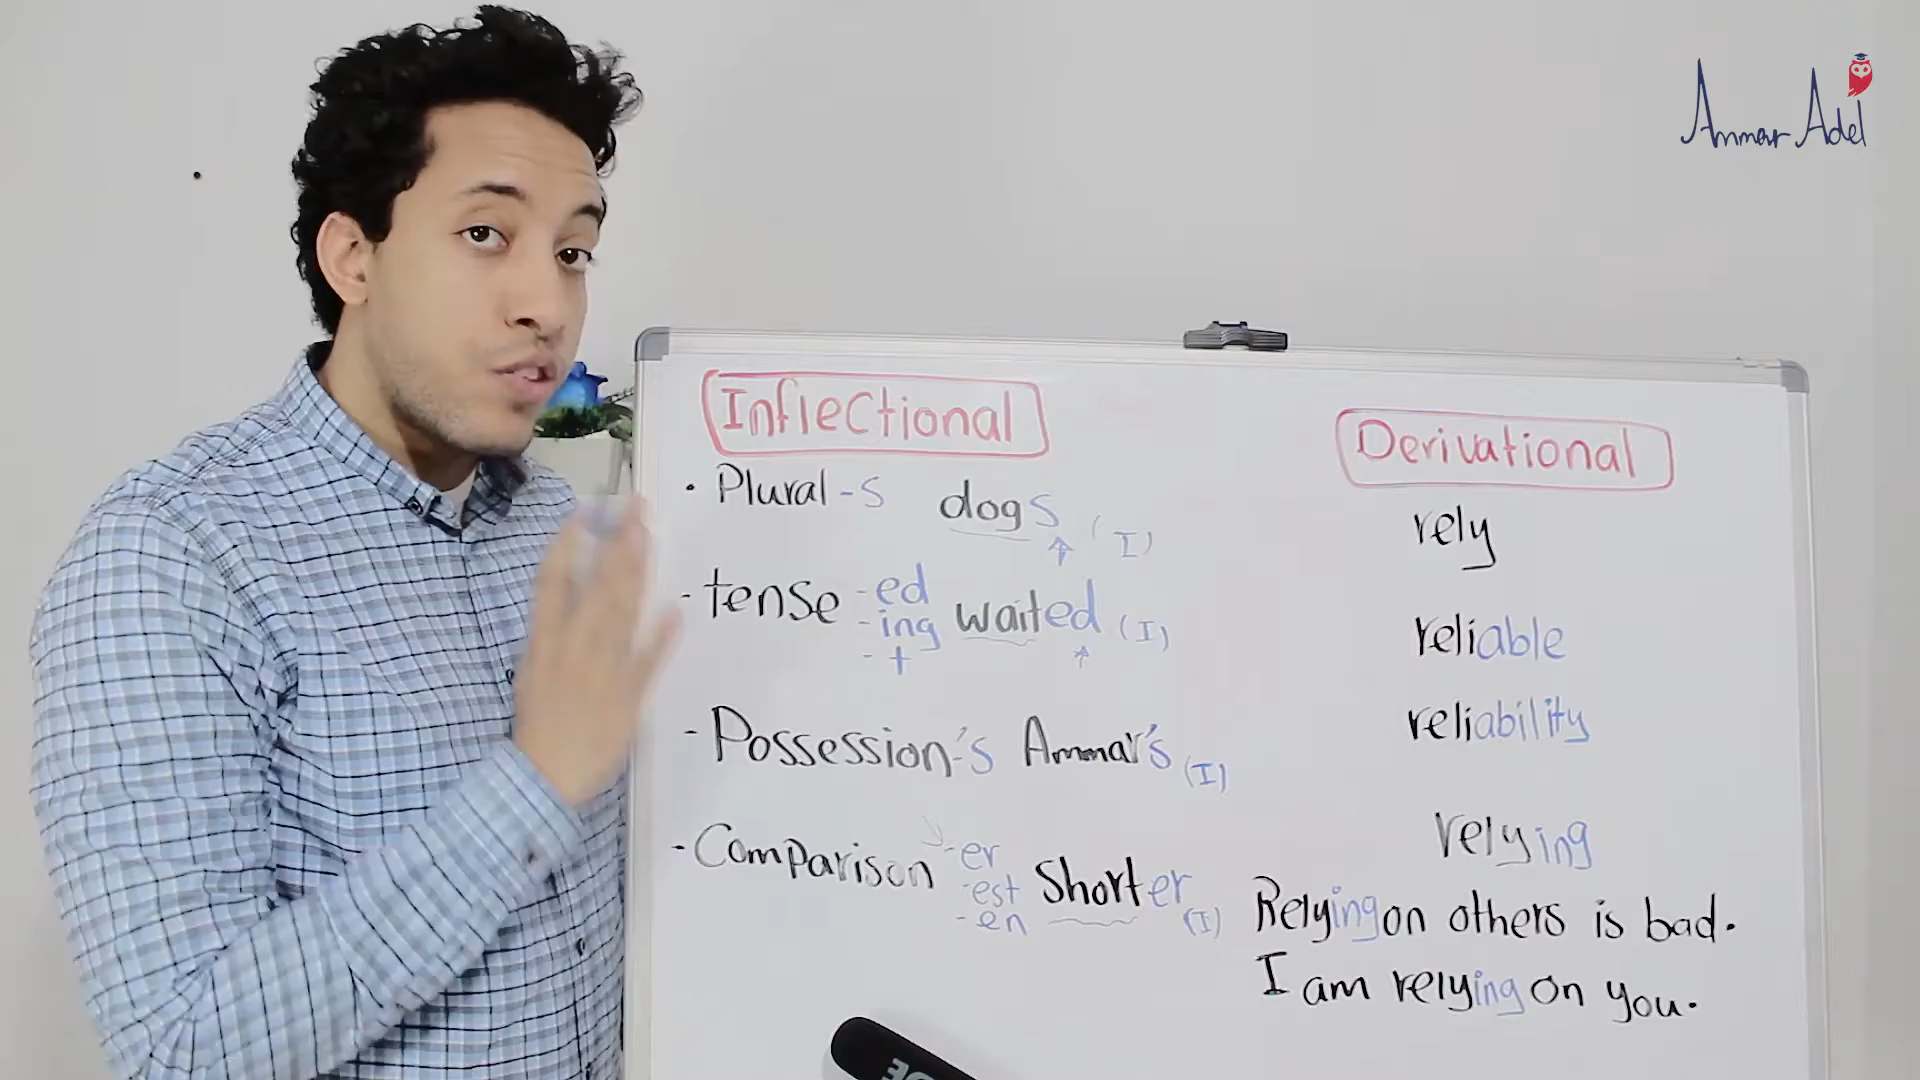 Ammar Adel
Inflectional
• Plural -s dogs (I)
- tense -ed waited (I)
- ing
- t
- Possession -'s Ammar's (I)
- Comparison -er Shorter (I)
-est
-en
Derivational
rely
reliable
reliability
relying
Relying on others is bad.
I am relying on you.